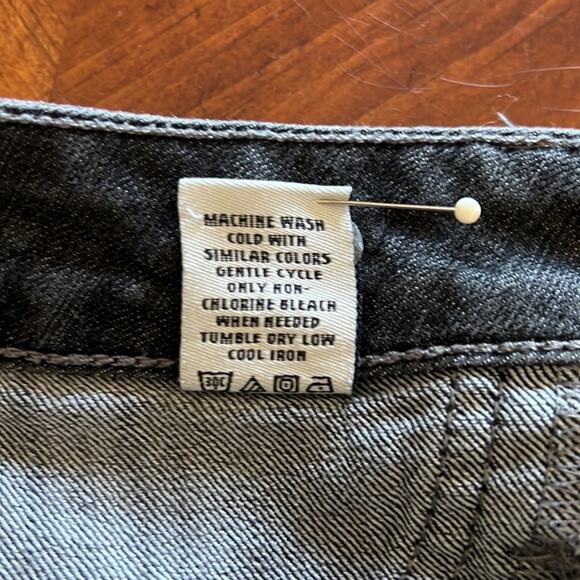 MACHINE WASH
COLD WITH
SIMILAR COLORS
GENTLE CYCLE
ONLY NON-
CHLORINE BLEACH
WHEN NEEDED
TUMBLE DRY LOW
COOL IRON
30C